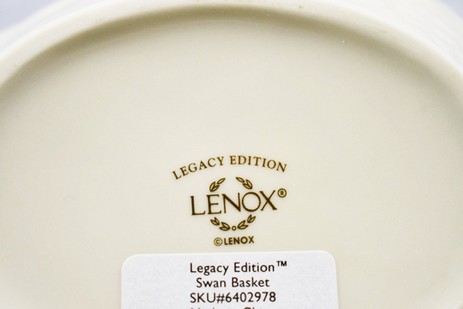 LEGACY EDITION
LENOX®
©LENOX
Legacy Edition™
Swan Basket
SKU#6402978